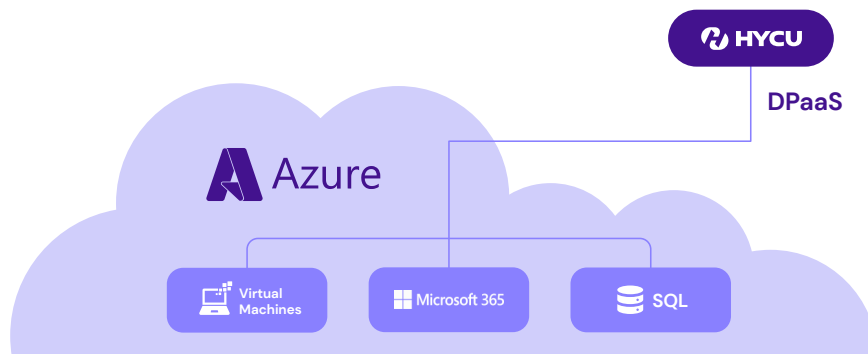 HYCU
DPaaS
Azure
Virtual
Machines
Microsoft 365
SQL